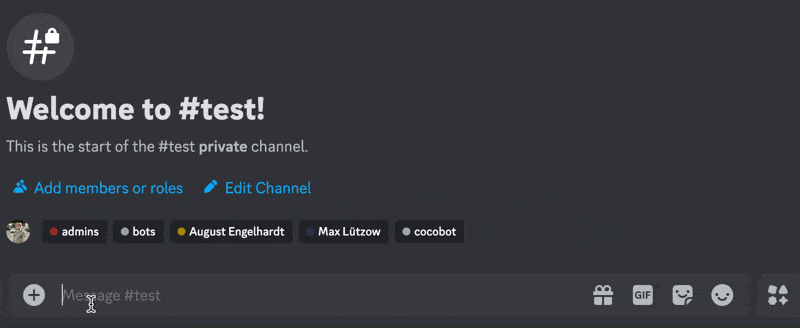 Welcome to #test!
This is the start of the #test private channel.
Add members or roles Edit Channel
admins bots August Engelhardt Max Lützow cocobot
Message #test GIF